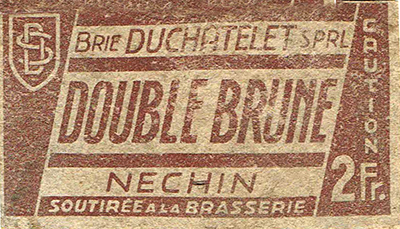 BRIE DUCHATELET SPRL
DOUBLE BRUNE
NECHIN
SOUTIRÉE A LA BRASSERIE
CAUTION
2 Fr.